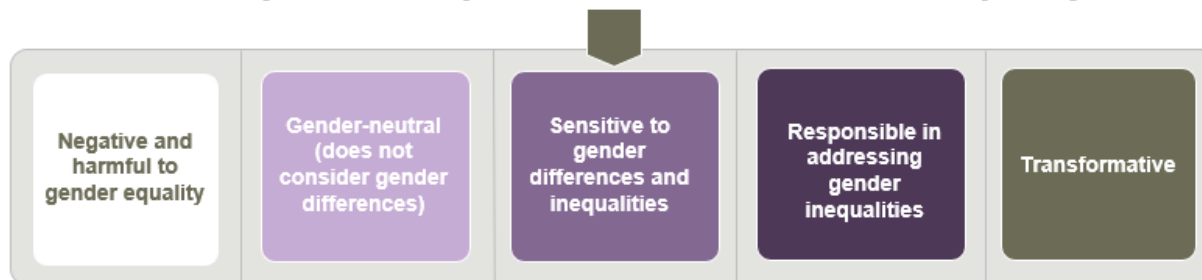 Negative and
harmful to
gender equality
Gender-neutral
(does not
consider gender
differences)
Sensitive to
gender
differences and
inequalities
Responsible in
addressing
gender
inequalities
Transformative